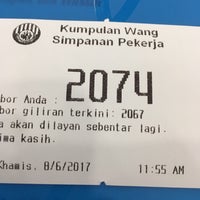 Kumpulan Wang
Simpanan Pekerja
2074
bor Anda :
bor giliran terkini: 2067
a akan dilayan sebentar lagi.
ima kasih.
Khamis, 8/6/2017 11:55 AM